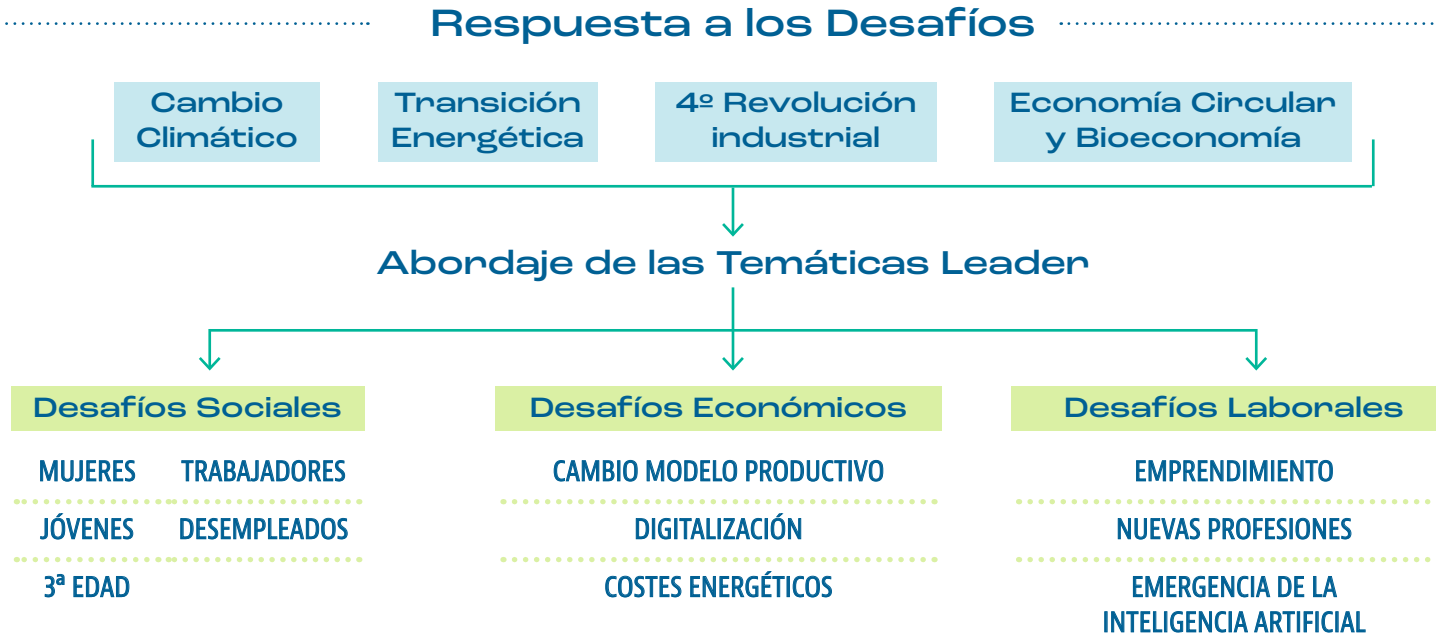 Respuesta a los Desafíos
Cambio
Climático
Transición
Energética
4º Revolución
industrial
Economía Circular
y Bioeconomía
Abordaje de las Temáticas Leader
Desafíos Sociales
MUJERES TRABAJADORES
JÓVENES DESEMPLEADOS
3ª EDAD
Desafíos Económicos
CAMBIO MODELO PRODUCTIVO
DIGITALIZACIÓN
COSTES ENERGÉTICOS
Desafíos Laborales
EMPRENDIMIENTO
NUEVAS PROFESIONES
EMERGENCIA DE LA
INTELIGENCIA ARTIFICIAL